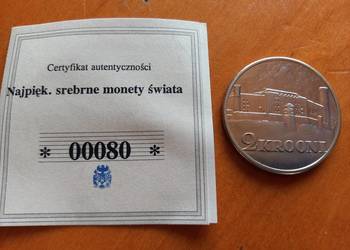 Certyfikat autentyczności
Najpięk. srebrne monety świata
* 00080 *
2 KROONI